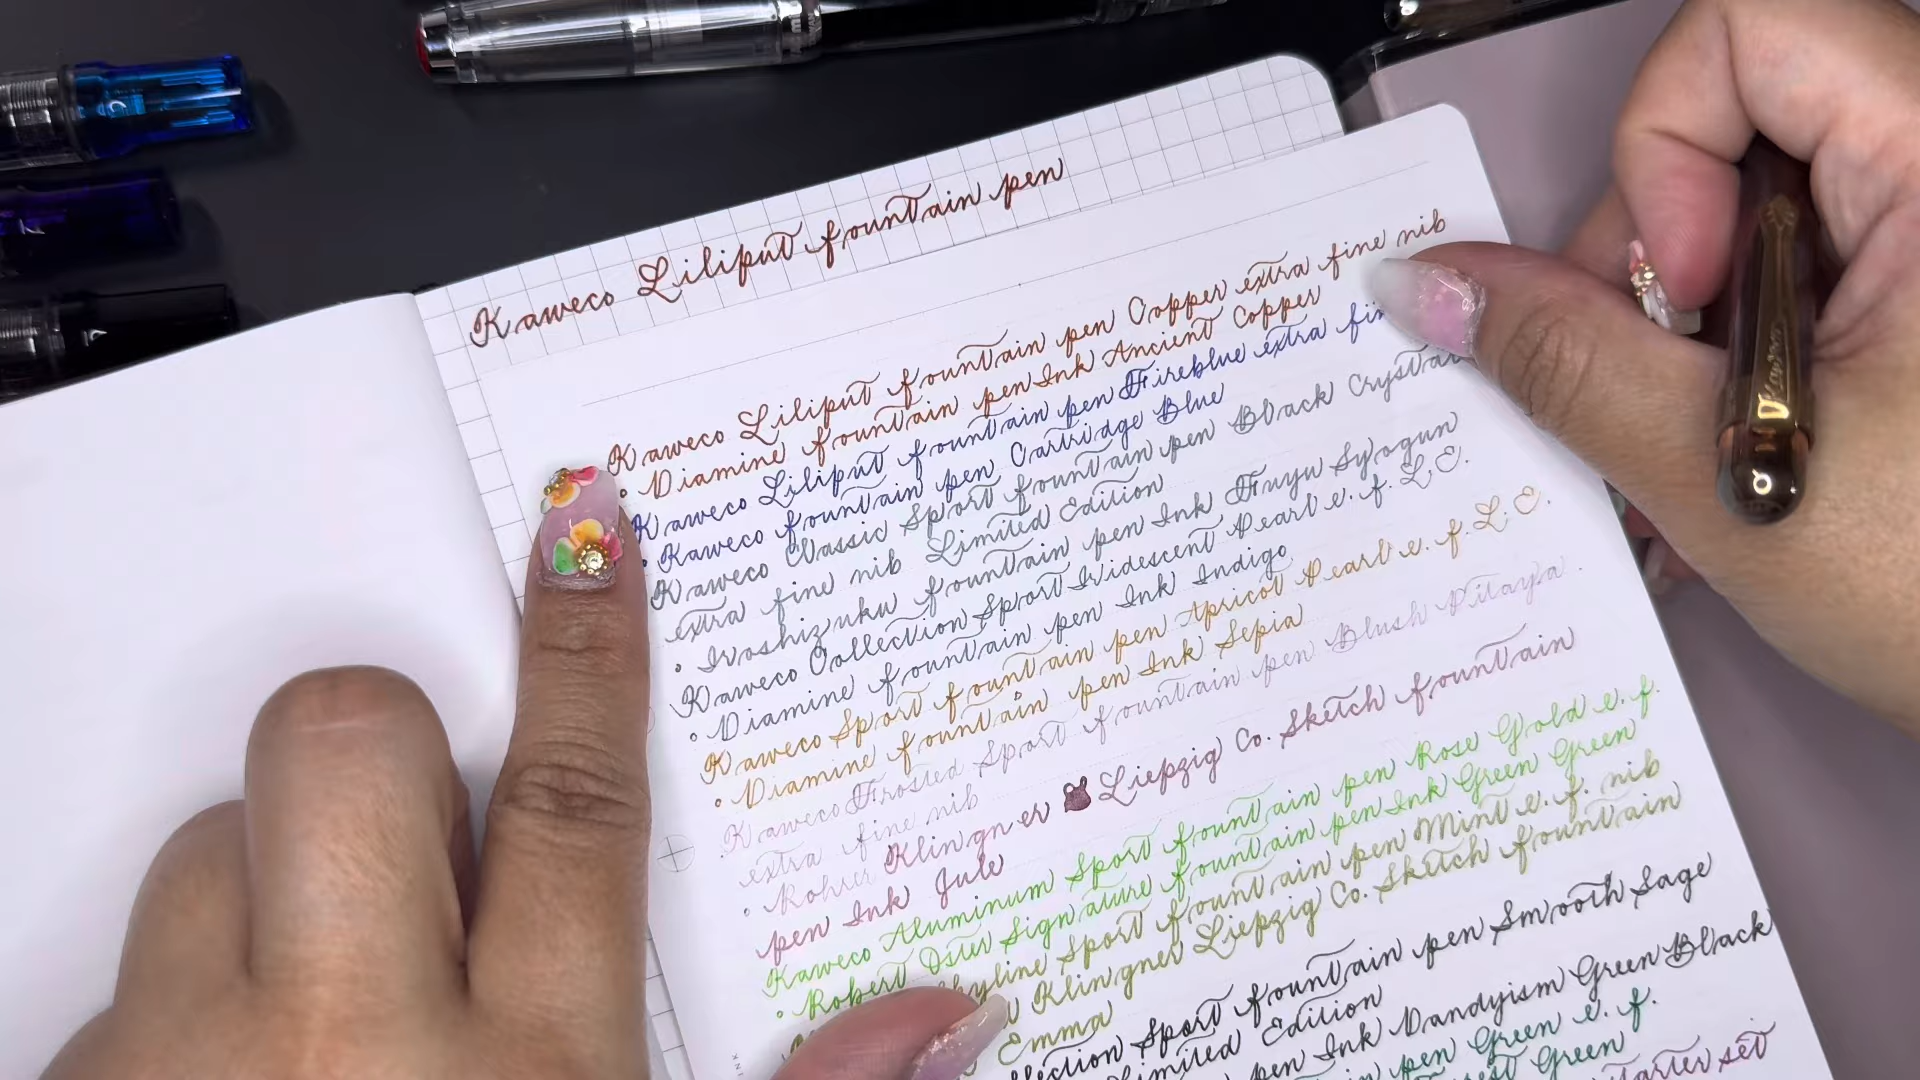 Kaweco Liliput fountain pen
Kaweco Liliput fountain pen Copper extra fine nib
• Diamine fountain pen Ink Ancient Copper
Kaweco Liliput fountain pen Fireblue extra fin
• Kaweco fountain pen Cartridge Blue
Kaweco Classic Sport fountain pen Black Crystal
extra fine nib Limited Edition
• Iroshizuku fountain pen Ink Fuyu Syogun
Kaweco Collection Sport Iridescent Pearl e. f. L. E.
• Diamine fountain pen Ink Indigo
Kaweco Sport fountain pen Apricot Pearl e. f. L. E.
• Diamine fountain pen Ink Sepia
Kaweco Frosted Sport fountain pen Blush Pitaya
extra fine nib
• Rohrer Klingner Liepzig Co. Sketch fountain
pen Ink Jule
Kaweco Aluminum Sport fountain pen Rose Gold e. f.
• Robert Oster Signature fountain pen Ink Green Green
Skyline Sport fountain pen Mint e. f. nib
Klingner Liepzig Co. Sketch fountain
Emma
llection Sport fountain pen Smooth Sage
Limited Edition
pen Ink Dandyism Green Black
pen Green e. f.
Green
tarter set
Kaweco